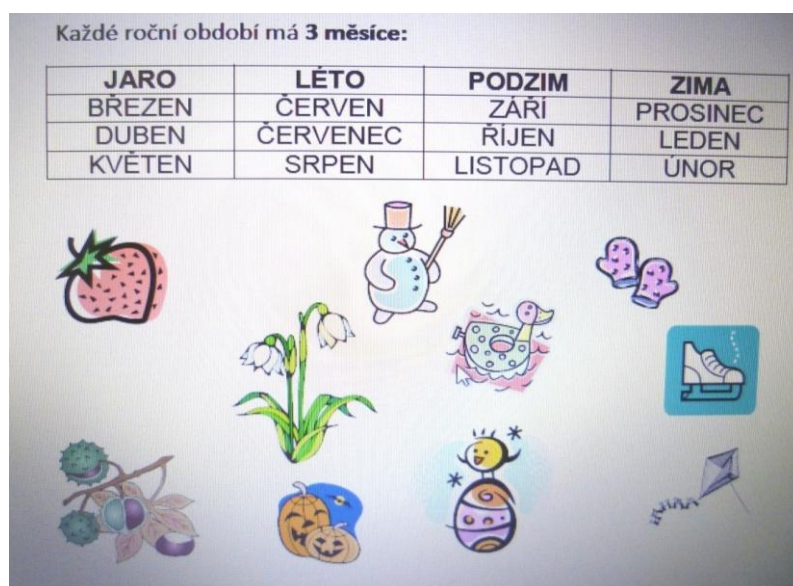 Každé roční období má 3 měsíce:
JARO LÉTO PODZIM ZIMA
BŘEZEN ČERVEN ZÁŘÍ PROSINEC
DUBEN ČERVENEC ŘÍJEN LEDEN
KVĚTEN SRPEN LISTOPAD ÚNOR